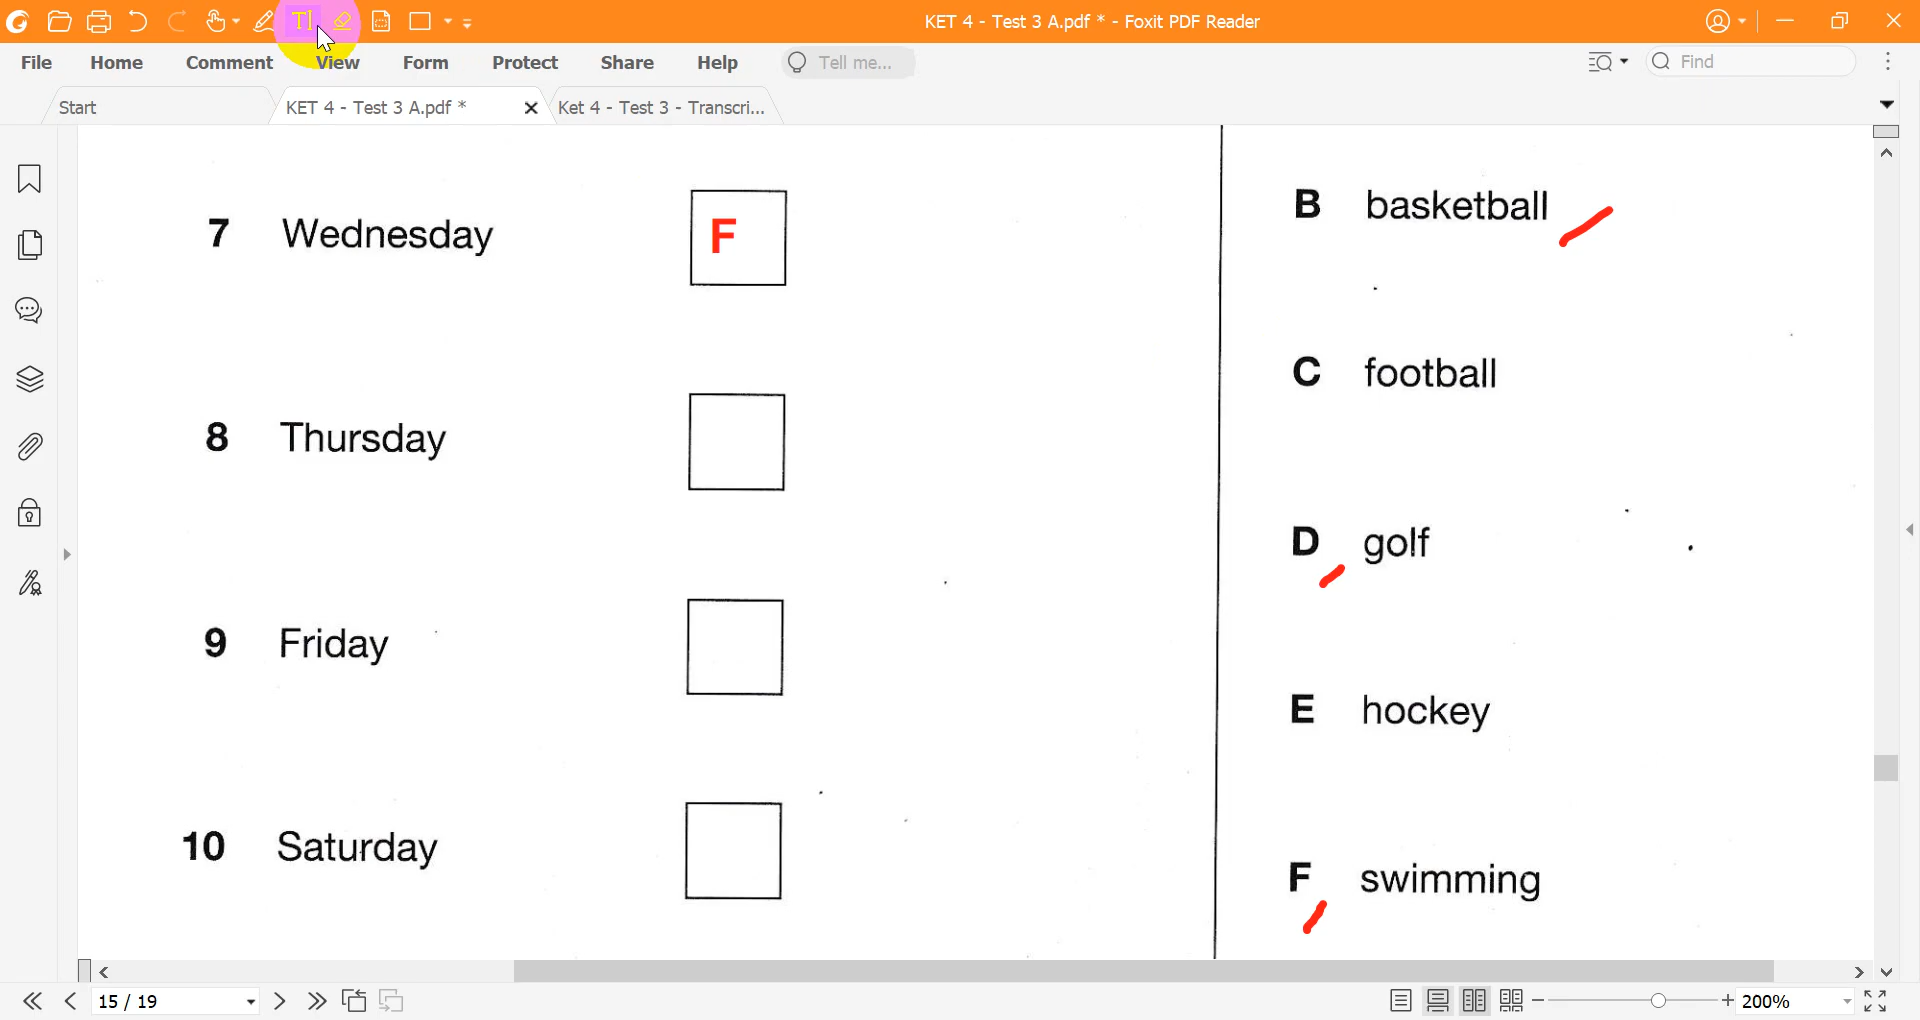 KET 4 - Test 3 A.pdf * - Foxit PDF Reader
File Home Comment View Form Protect Share Help Tell me... Find
Start KET 4 - Test 3 A.pdf * Ket 4 - Test 3 - Transcri...
7 Wednesday F
8 Thursday
9 Friday
10 Saturday
B basketball
C football
D golf
E hockey
F swimming
15 / 19 200%